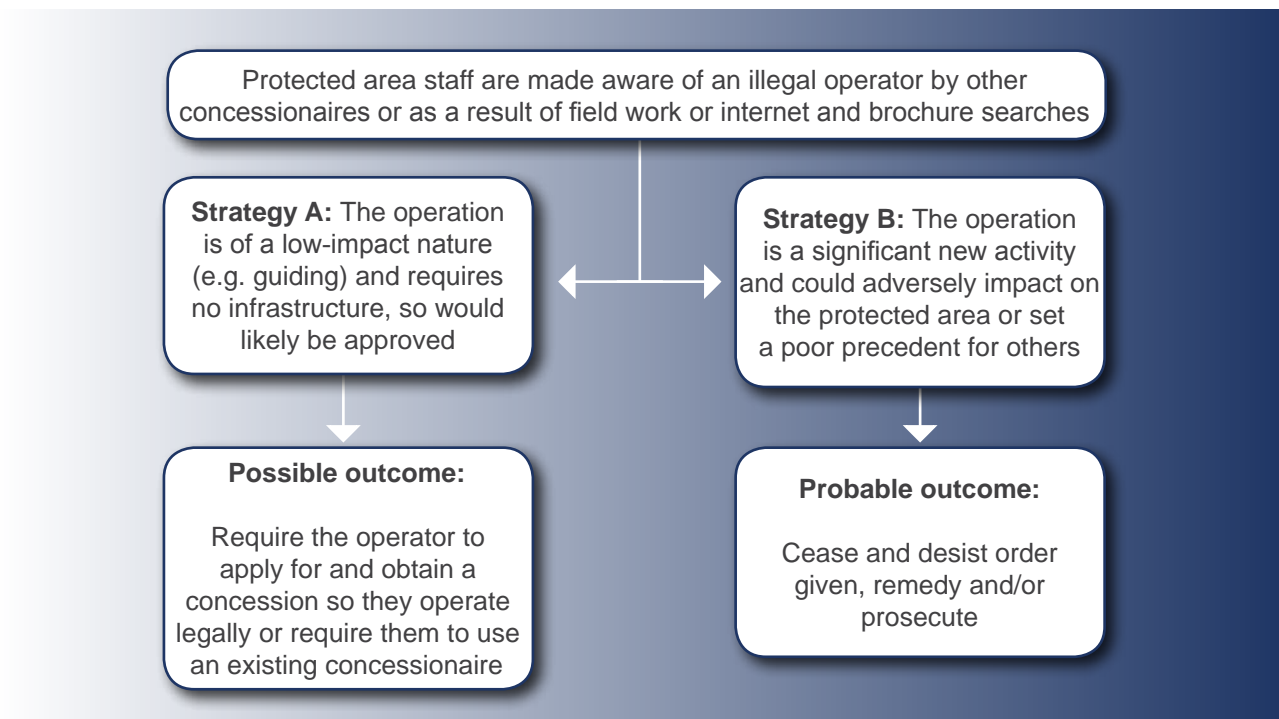 Protected area staff are made aware of an illegal operator by other
concessionaires or as a result of field work or internet and brochure searches
Strategy A: The operation
is of a low-impact nature
(e.g. guiding) and requires
no infrastructure, so would
likely be approved
Strategy B: The operation
is a significant new activity
and could adversely impact on
the protected area or set
a poor precedent for others
Possible outcome:
Require the operator to
apply for and obtain a
concession so they operate
legally or require them to use
an existing concessionaire
Probable outcome:
Cease and desist order
given, remedy and/or
prosecute